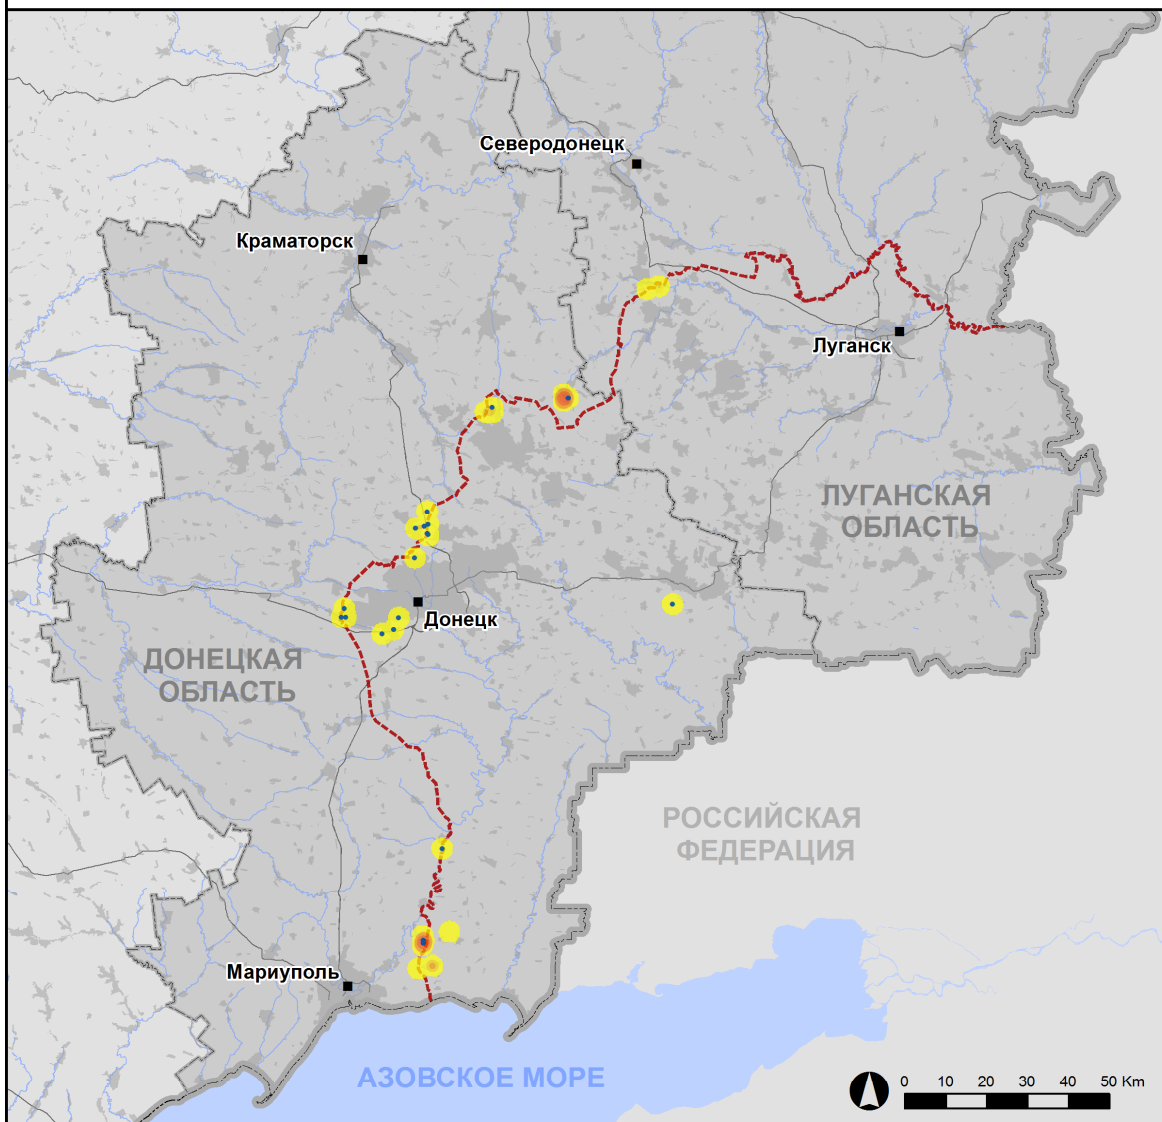 Северодонецк
Краматорск
Луганск
ЛУГАНСКАЯ
ОБЛАСТЬ
Донецк
ДОНЕЦКАЯ
ОБЛАСТЬ
РОССИЙСКАЯ
ФЕДЕРАЦИЯ
Мариуполь
АЗОВСКОЕ МОРЕ
0 10 20 30 40 50 Km